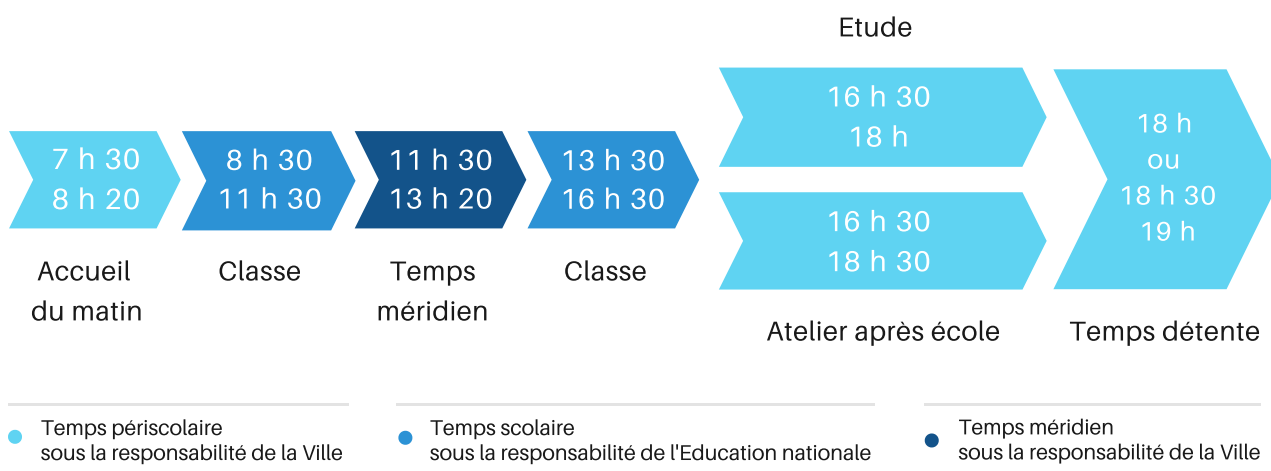 Etude
7 h 30
8 h 20
8 h 30
11 h 30
11 h 30
13 h 20
13 h 30
16 h 30
16 h 30
18 h
16 h 30
18 h 30
18 h
ou
18 h 30
19 h
Accueil
du matin
Classe
Temps
méridien
Classe
Atelier après école
Temps détente
Temps périscolaire
sous la responsabilité de la Ville
Temps scolaire
sous la responsabilité de l'Education nationale
Temps méridien
sous la responsabilité de la Ville